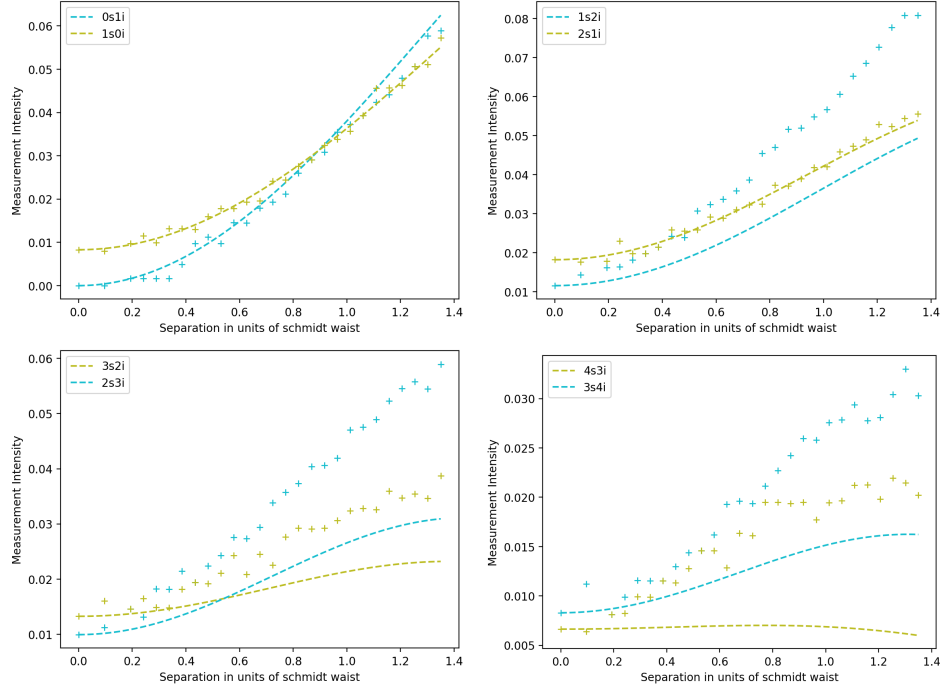 0s1i
1s0i
Measurement Intensity
0.06
0.05
0.04
0.03
0.02
0.01
0.00
0.0 0.2 0.4 0.6 0.8 1.0 1.2 1.4
Separation in units of schmidt waist
1s2i
2s1i
Measurement Intensity
0.08
0.07
0.06
0.05
0.04
0.03
0.02
0.01
0.0 0.2 0.4 0.6 0.8 1.0 1.2 1.4
Separation in units of schmidt waist
3s2i
2s3i
Measurement Intensity
0.06
0.05
0.04
0.03
0.02
0.01
0.0 0.2 0.4 0.6 0.8 1.0 1.2 1.4
Separation in units of schmidt waist
4s3i
3s4i
Measurement Intensity
0.030
0.025
0.020
0.015
0.010
0.005
0.0 0.2 0.4 0.6 0.8 1.0 1.2 1.4
Separation in units of schmidt waist